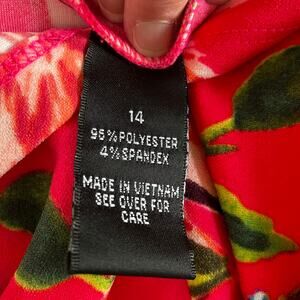 14
96%POLYESTER
4%SPANDEX
MADE IN VIETNAM
SEE OVER FOR
CARE